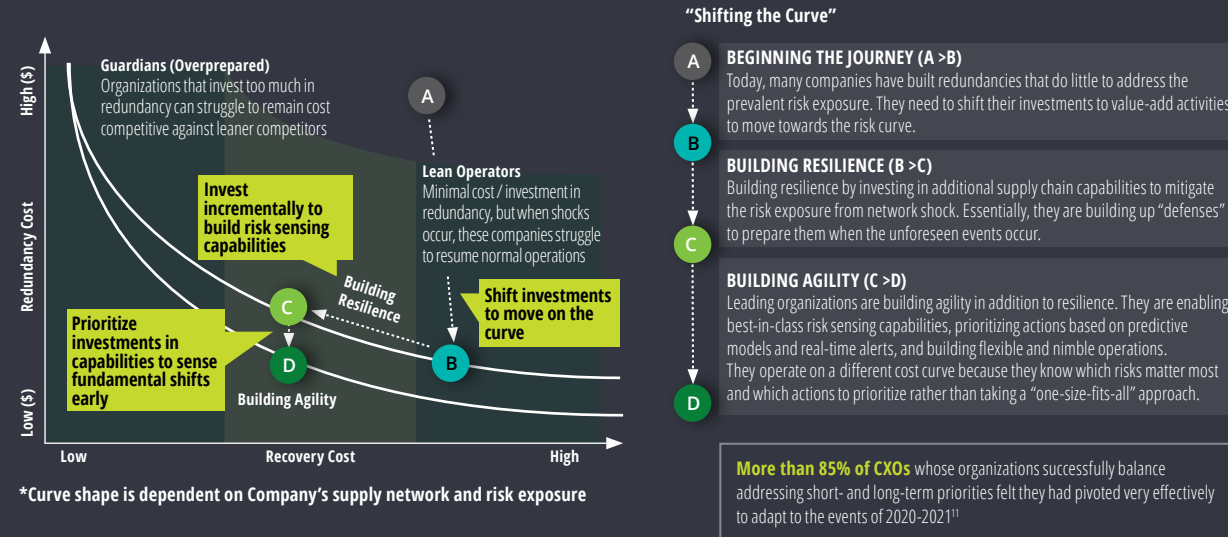 High ($)
Redundancy Cost
Low ($)
Guardians (Overprepared)
Organizations that invest too much in
redundancy can struggle to remain cost
competitive against leaner competitors
A
Lean Operators
Minimal cost / investment in
redundancy, but when shocks
occur, these companies struggle
to resume normal operations
Invest
incrementally to
build risk sensing
capabilities
Building
Resilience
Shift investments
to move on the
curve
C
Prioritize
investments in
capabilities to sense
fundamental shifts
early
D
B
Building Agility
Low
Recovery Cost
High
*Curve shape is dependent on Company’s supply network and risk exposure
“Shifting the Curve”
A
BEGINNING THE JOURNEY (A >B)
Today, many companies have built redundancies that do little to address the
prevalent risk exposure. They need to shift their investments to value-add activities
to move towards the risk curve.
B
BUILDING RESILIENCE (B >C)
Building resilience by investing in additional supply chain capabilities to mitigate
the risk exposure from network shock. Essentially, they are building up “defenses”
to prepare them when the unforeseen events occur.
C
BUILDING AGILITY (C >D)
Leading organizations are building agility in addition to resilience. They are enabling
best-in-class risk sensing capabilities, prioritizing actions based on predictive
models and real-time alerts, and building flexible and nimble operations.
They operate on a different cost curve because they know which risks matter most
and which actions to prioritize rather than taking a “one-size-fits-all” approach.
D
More than 85% of CXOs whose organizations successfully balance
addressing short- and long-term priorities felt they had pivoted very effectively
to adapt to the events of 2020-2021¹¹